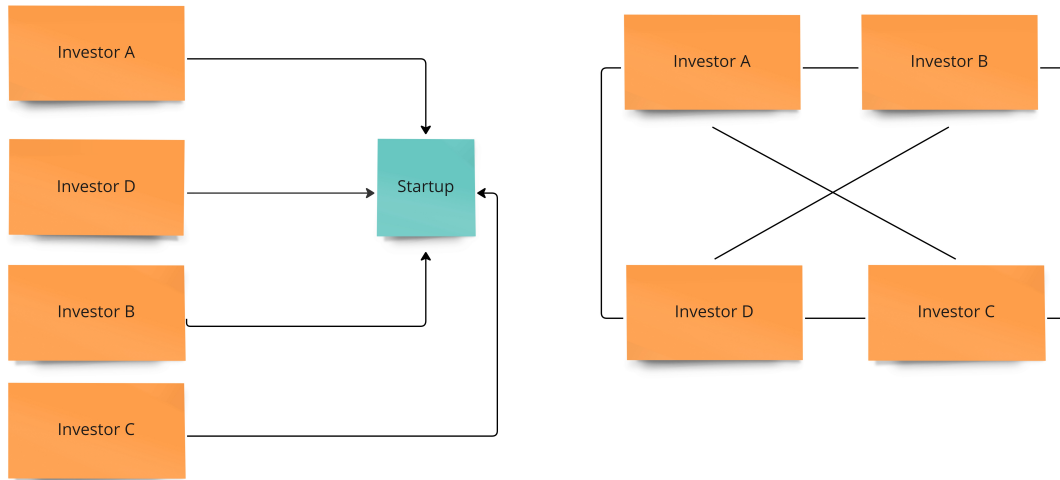 Investor A
Investor D
Startup
Investor B
Investor C
Investor A
Investor B
Investor D
Investor C